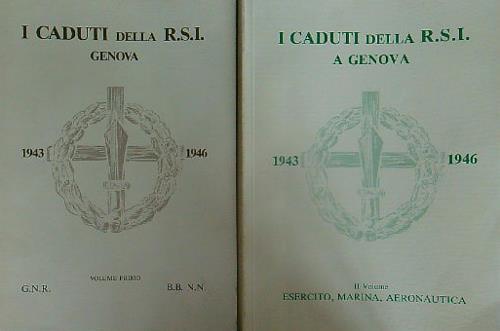 I CADUTI DELLA R.S.I.
GENOVA
1943
1946
VOLUME PRIMO
G.N.R.
B.B. N.N.
I CADUTI DELLA R.S.I.
A GENOVA
1943
1946
II Volume
ESERCITO, MARINA, AERONAUTICA